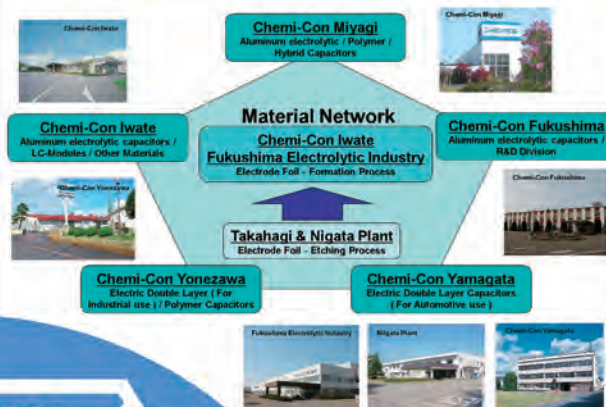 Chemi-Con Iwate
Chemi-Con Miyagi
Aluminum electrolytic / Polymer /
Hybrid Capacitors
Chemi-Con Miyagi
Chemi-Con Iwate
Aluminum electrolytic capacitors /
LC-Modules / Other Materials
Material Network
Chemi-Con Iwate
Fukushima Electrolytic Industry
Electrode Foil - Formation Process
Chemi-Con Fukushima
Aluminum electrolytic capacitors /
R&D Division
Chemi-Con Yonezawa
Chemi-Con Fukushima
Takahagi & Nigata Plant
Electrode Foil - Etching Process
Chemi-Con Yonezawa
Electric Double Layer ( For
Industrial use ) / Polymer Capacitors
Chemi-Con Yamagata
Electric Double Layer Capacitors
( For Automotive use )
Fukushima Electrolytic Industry
Niigata Plant
Chemi-Con Yamagata